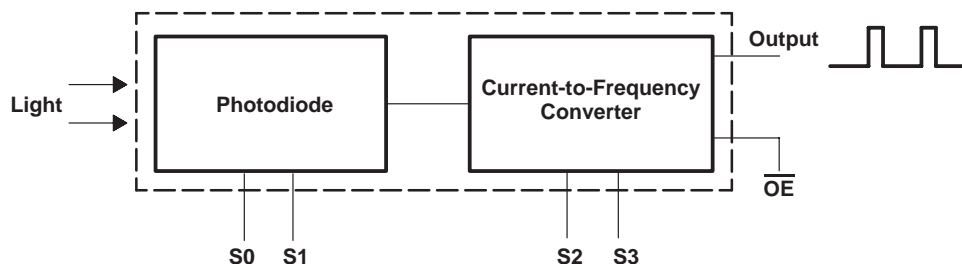 Light
Photodiode
Current-to-Frequency
Converter
Output
OE
S0
S1
S2
S3